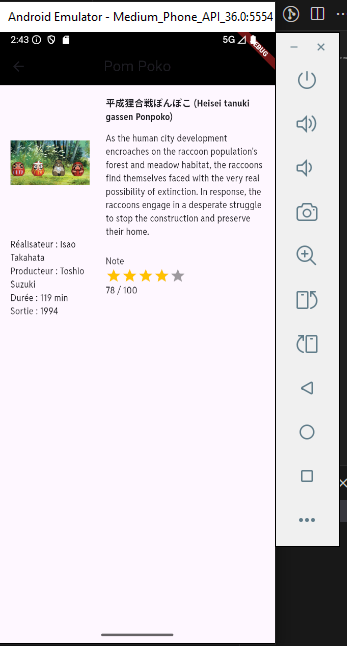 Android Emulator - Medium_Phone_API_36.0:5554
2:43
5G
DEBUG
Pom Poko
平成狸合戦ぽんぽこ (Heisei tanuki
gassen Ponpoko)
As the human city development
encroaches on the raccoon population's
forest and meadow habitat, the raccoons
find themselves faced with the very real
possibility of extinction. In response, the
raccoons engage in a desperate struggle
to stop the construction and preserve
their home.
Réalisateur : Isao
Takahata
Producteur : Toshio
Suzuki
Durée : 119 min
Sortie : 1994
Note
78 / 100